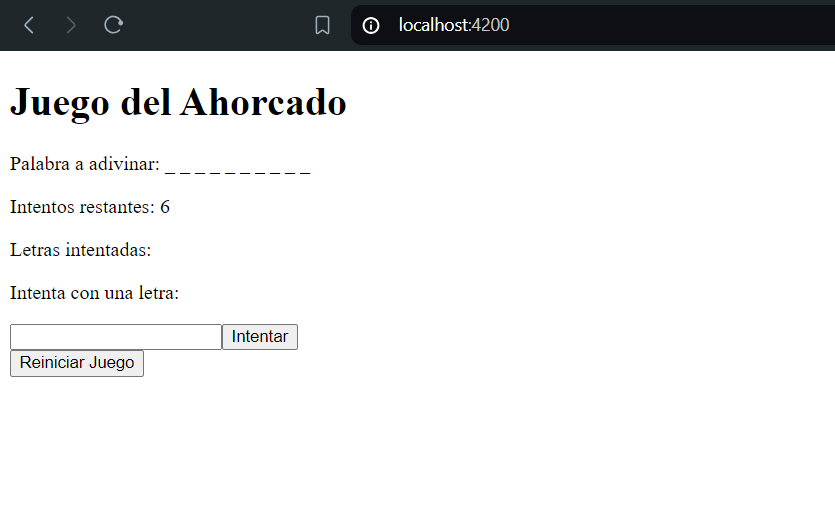 localhost:4200
Juego del Ahorcado
Palabra a adivinar: _ _ _ _ _ _ _ _ _ _
Intentos restantes: 6
Letras intentadas:
Intenta con una letra:
Intentar
Reiniciar Juego